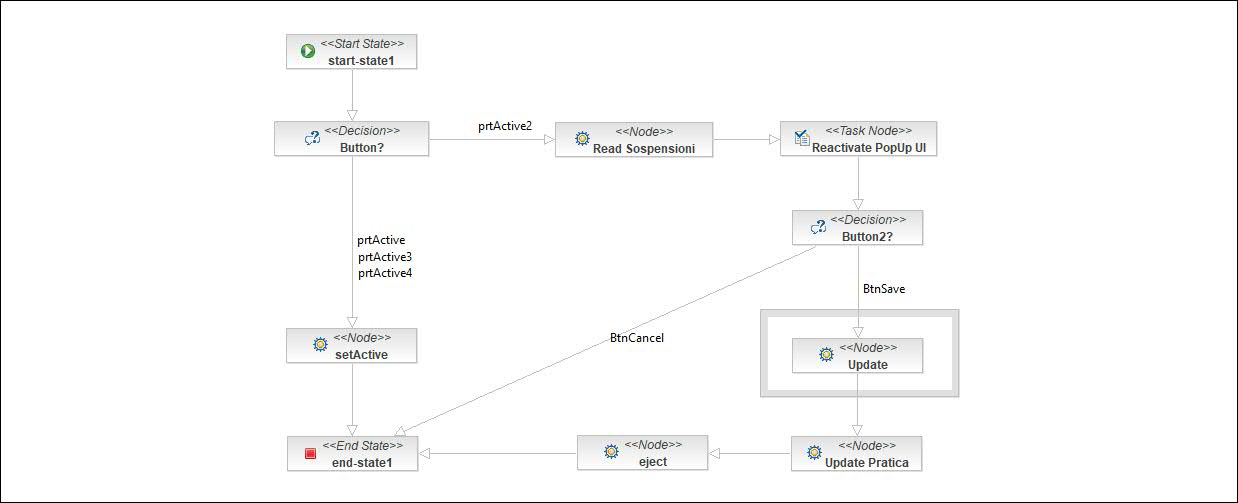 <<Start State>>
start-state1
<<Decision>>
Button?
prtActive2
<<Node>>
Read Sospensioni
<<Task Node>>
Reactivate PopUp UI
<<Decision>>
Button2?
prtActive
prtActive3
prtActive4
BtnSave
BtnCancel
<<Node>>
setActive
<<Node>>
Update
<<End State>>
end-state1
<<Node>>
eject
<<Node>>
Update Pratica